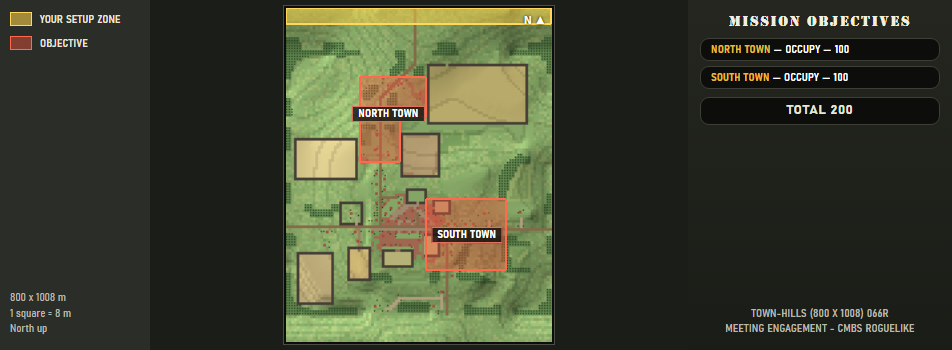 YOUR SETUP ZONE
OBJECTIVE
800 x 1008 m
1 square = 8 m
North up
N ▲
NORTH TOWN
SOUTH TOWN
MISSION OBJECTIVES
NORTH TOWN — OCCUPY — 100
SOUTH TOWN — OCCUPY — 100
TOTAL 200
TOWN-HILLS (800 X 1008) 066R
MEETING ENGAGEMENT - CMBS ROGUELIKE